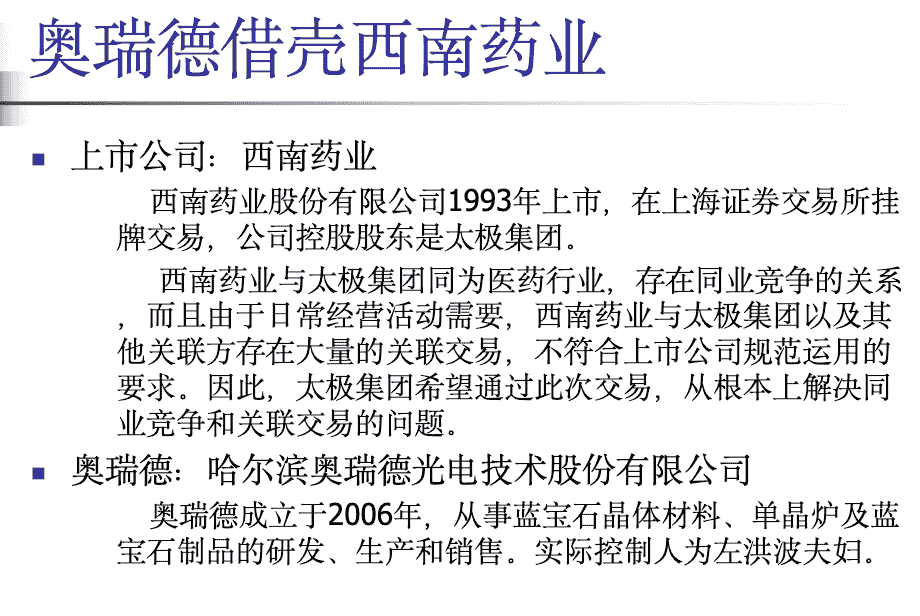 奥瑞德借壳西南药业
上市公司：西南药业
西南药业股份有限公司1993年上市，在上海证券交易所挂
牌交易，公司控股股东是太极集团。
西南药业与太极集团同为医药行业，存在同业竞争的关系
，而且由于日常经营活动需要，西南药业与太极集团以及其
他关联方存在大量的关联交易，不符合上市公司规范运用的
要求。因此，太极集团希望通过此次交易，从根本上解决同
业竞争和关联交易的问题。
奥瑞德：哈尔滨奥瑞德光电技术股份有限公司
奥瑞德成立于2006年，从事蓝宝石晶体材料、单晶炉及蓝
宝石制品的研发、生产和销售。实际控制人为左洪波夫妇。